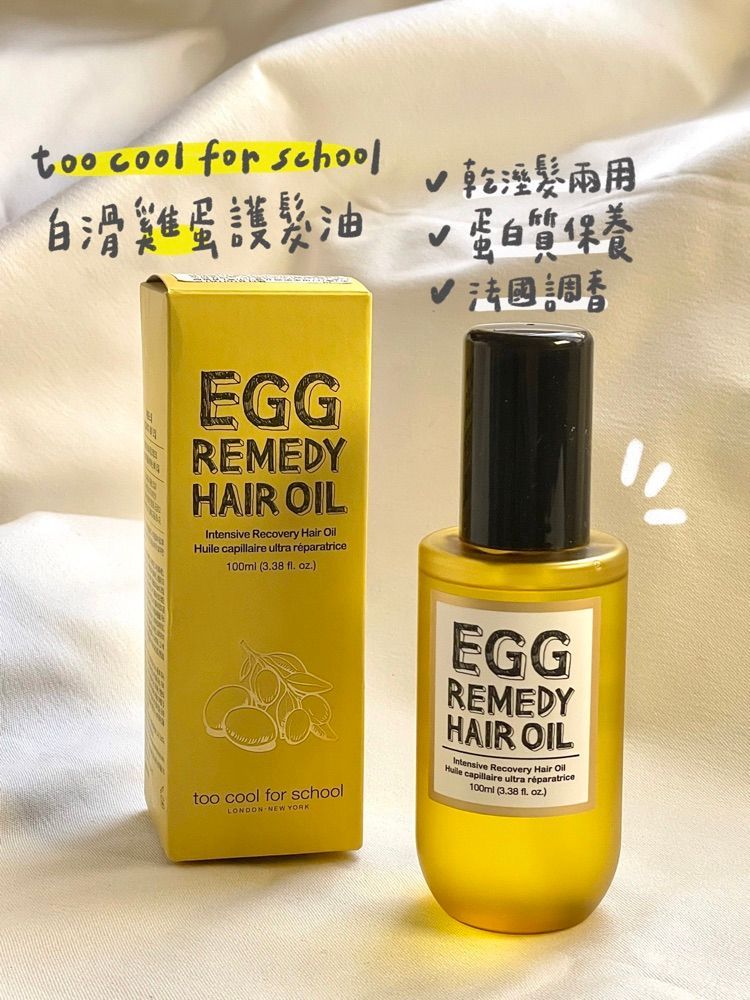 too cool for school
白滑雞蛋護髮油
✓ 乾溼髮兩用
✓ 蛋白質保養
✓ 法國調香
EGG
REMEDY
HAIR OIL
Intensive Recovery Hair Oil
Huile capillaire ultra réparatrice
100ml (3.38 fl. oz.)
too cool for school
LONDON·NEW YORK
EGG
REMEDY
HAIR OIL
Intensive Recovery Hair Oil
Huile capillaire ultra réparatrice
100ml (3.38 fl. oz.)